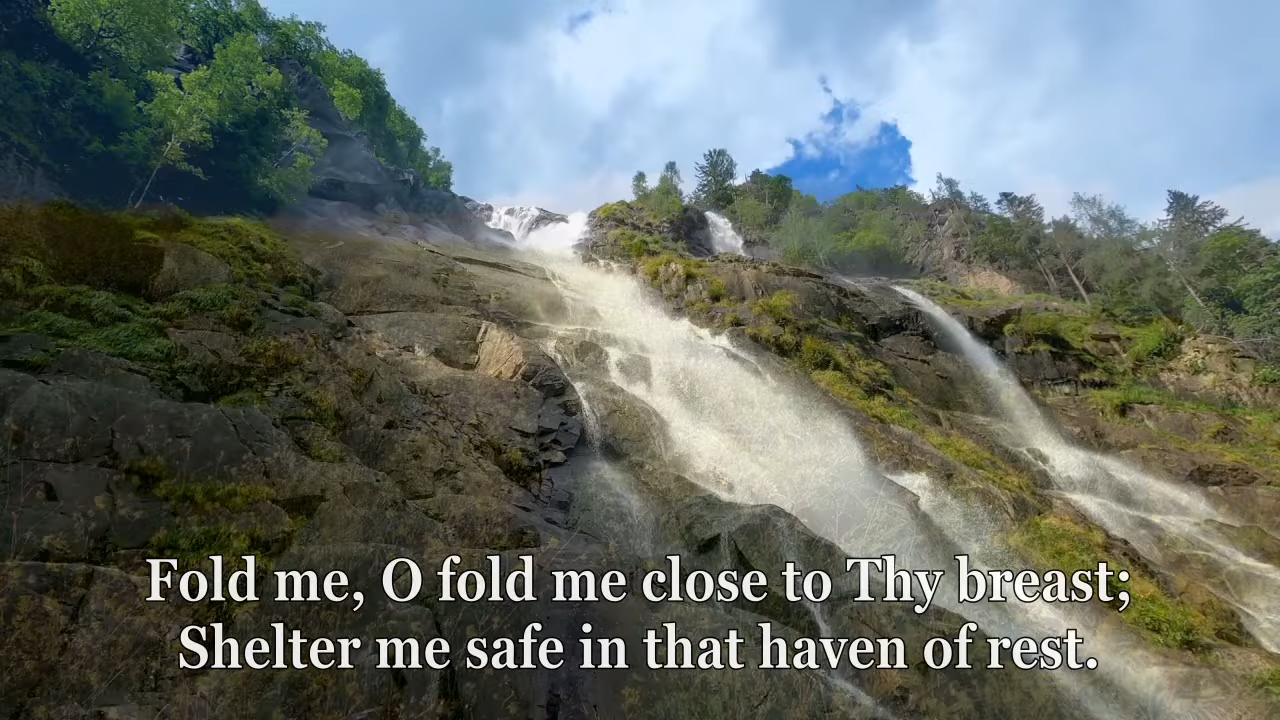 Fold me, O fold me close to Thy breast;
Shelter me safe in that haven of rest.